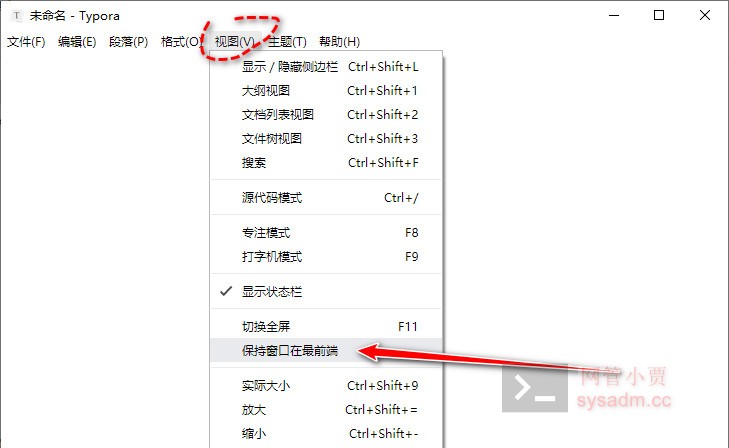 T 未命名 - Typora
文件(F) 编辑(E) 段落(P) 格式(O) 视图(V) 主题(T) 帮助(H)
显示 / 隐藏侧边栏 Ctrl+Shift+L
大纲视图 Ctrl+Shift+1
文档列表视图 Ctrl+Shift+2
文件树视图 Ctrl+Shift+3
搜索 Ctrl+Shift+F
源代码模式 Ctrl+/
专注模式 F8
打字机模式 F9
显示状态栏
切换全屏 F11
保持窗口在最前端
实际大小 Ctrl+Shift+9
放大 Ctrl+Shift+=
缩小 Ctrl+Shift+-
网管小贾
sysadm.cc